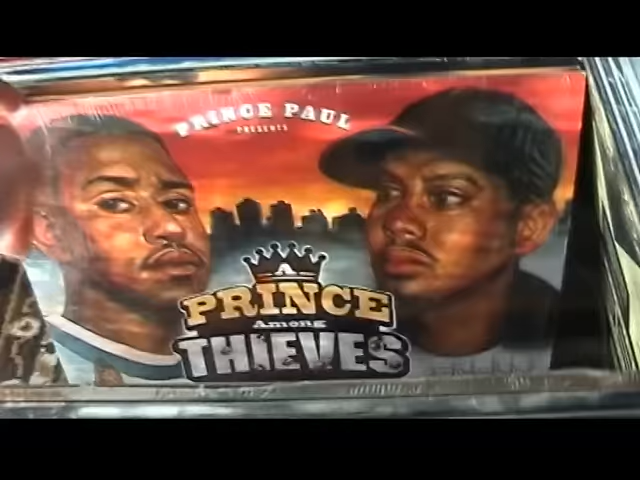 PRINCE PAUL
PRESENTS
A
PRINCE
Among
THIEVES